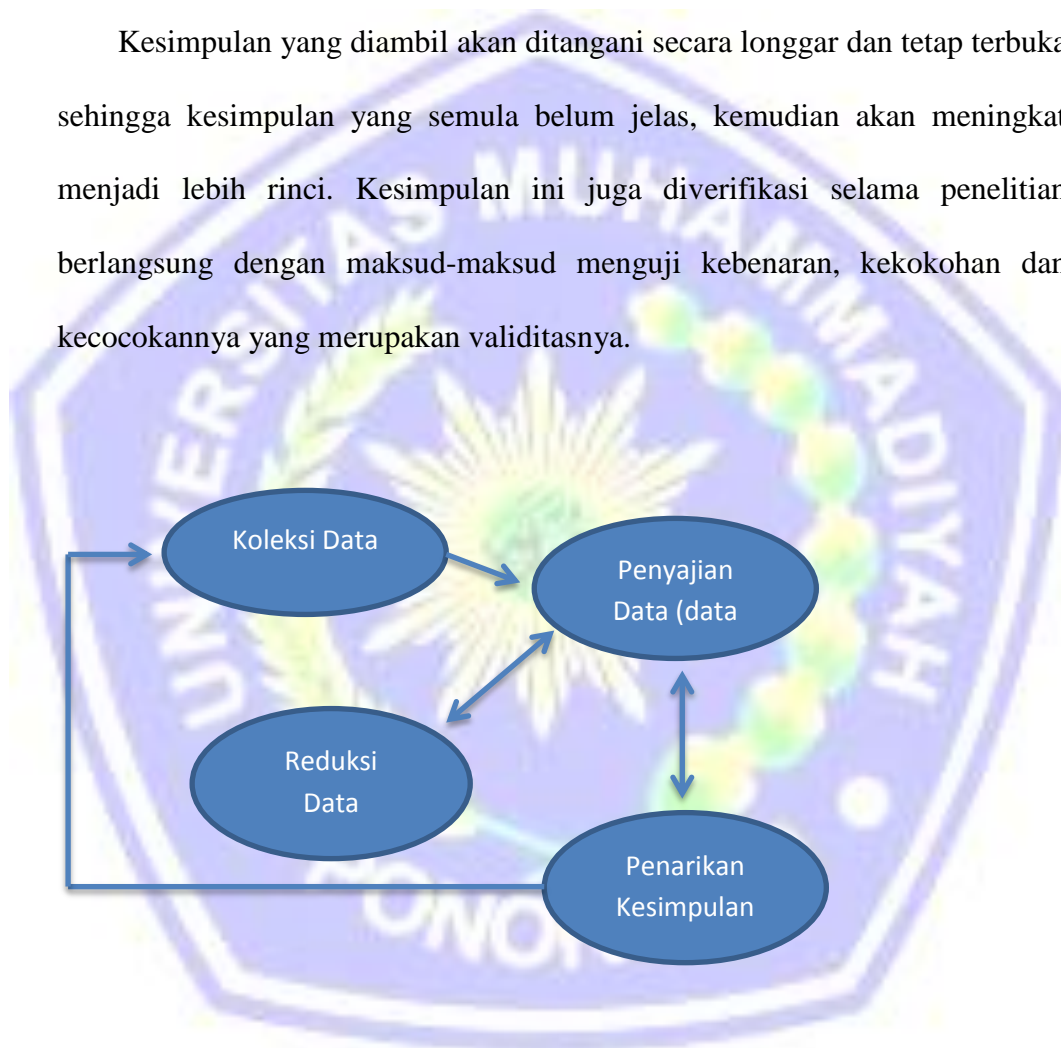 Kesimpulan yang diambil akan ditangani secara longgar dan tetap terbuka
sehingga kesimpulan yang semula belum jelas, kemudian akan meningkat
menjadi lebih rinci. Kesimpulan ini juga diverifikasi selama penelitian
berlangsung dengan maksud-maksud menguji kebenaran, kekokohan dan
kecocokannya yang merupakan validitasnya.
UNIVERSITAS MUHAMMADIYAH
Koleksi Data
Penyajian
Data (data
Reduksi
Data
Penarikan
Kesimpulan